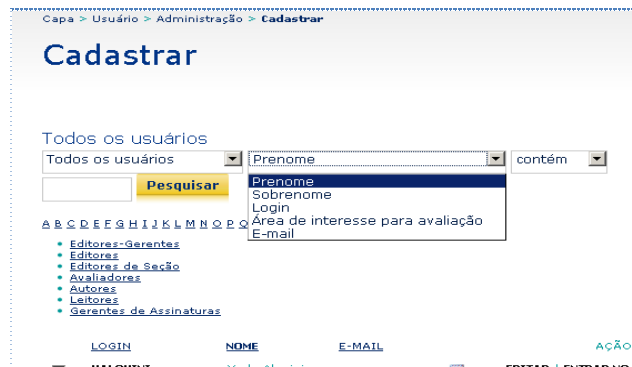 Capa > Usuário > Administração > Cadastrar
Cadastrar
Todos os usuários
Todos os usuários Prenome contém
Pesquisar
Prenome
Sobrenome
Login
Área de interesse para avaliação
E-mail
A B C D E F G H I J K L M N O P Q
Editores-Gerentes
Editores
Editores de Seção
Avaliadores
Autores
Leitores
Gerentes de Assinaturas
LOGIN NOME E-MAIL AÇÃO